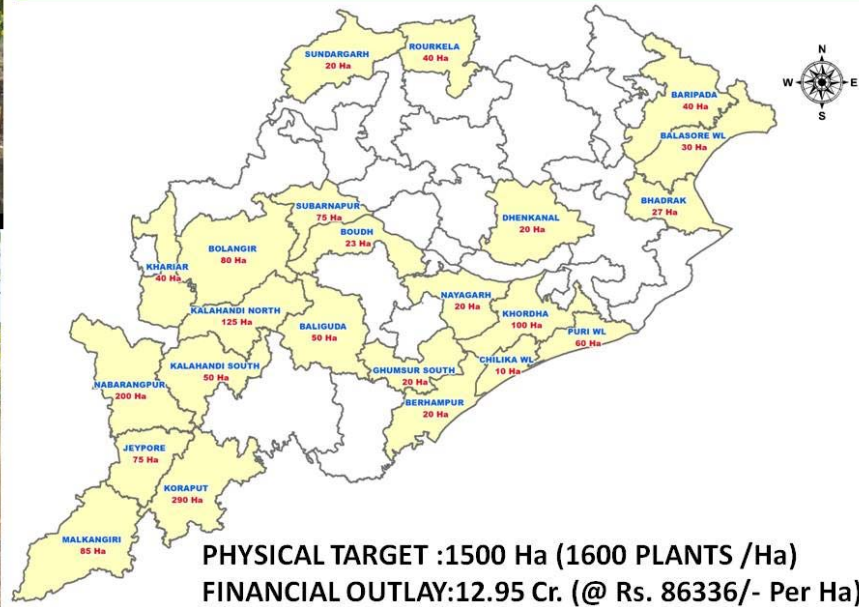 N
W E
S
SUNDARGARH
20 Ha
ROURKELA
40 Ha
BARIPADA
40 Ha
BALASORE WL
30 Ha
BHADRAK
27 Ha
SUBARNAPUR
75 Ha
DHENKANAL
20 Ha
BOUDH
23 Ha
BOLANGIR
80 Ha
KHARIAR
40 Ha
NAYAGARH
20 Ha
KHORDHA
100 Ha
KALAHANDI NORTH
125 Ha
BALIGUDA
50 Ha
PURI WL
60 Ha
CHILIKA WL
10 Ha
KALAHANDI SOUTH
50 Ha
GHUMSUR SOUTH
20 Ha
NABARANGPUR
200 Ha
BERHAMPUR
20 Ha
JEYPORE
75 Ha
KORAPUT
290 Ha
MALKANGIRI
85 Ha
PHYSICAL TARGET :1500 Ha (1600 PLANTS /Ha)
FINANCIAL OUTLAY:12.95 Cr. (@ Rs. 86336/- Per Ha)